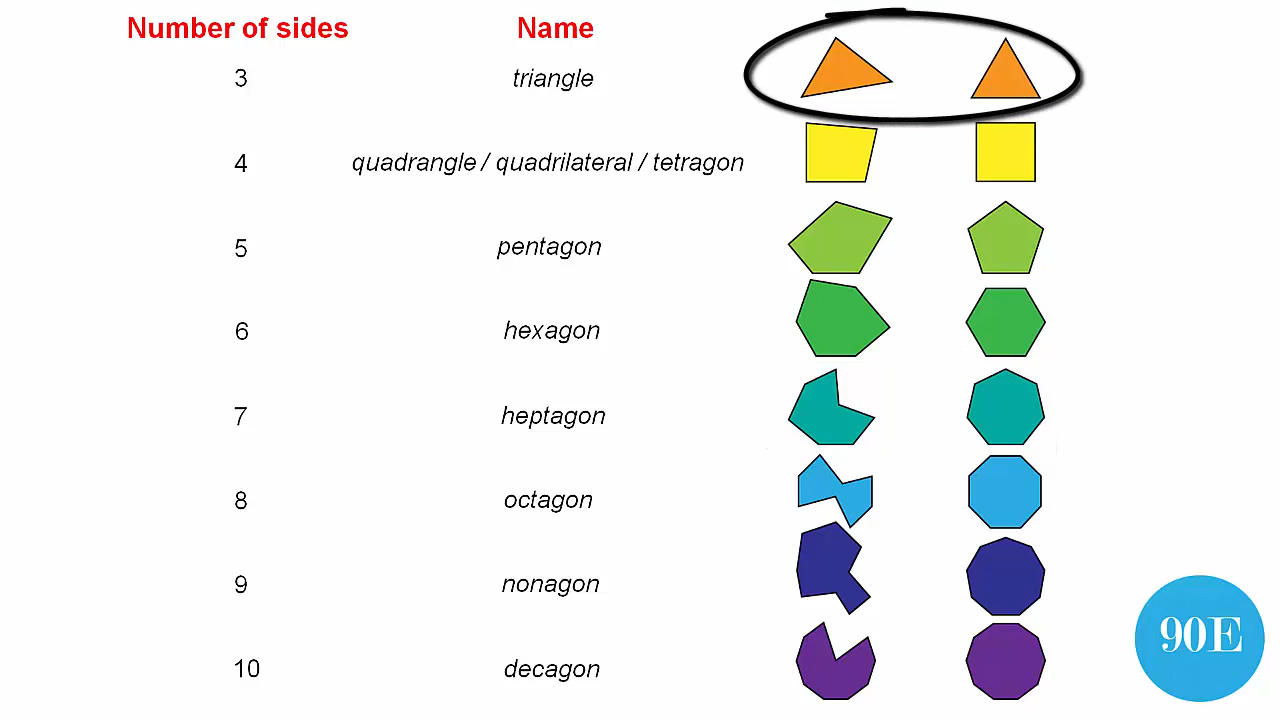 Number of sides Name
3 triangle
4 quadrangle / quadrilateral / tetragon
5 pentagon
6 hexagon
7 heptagon
8 octagon
9 nonagon
10 decagon
90E